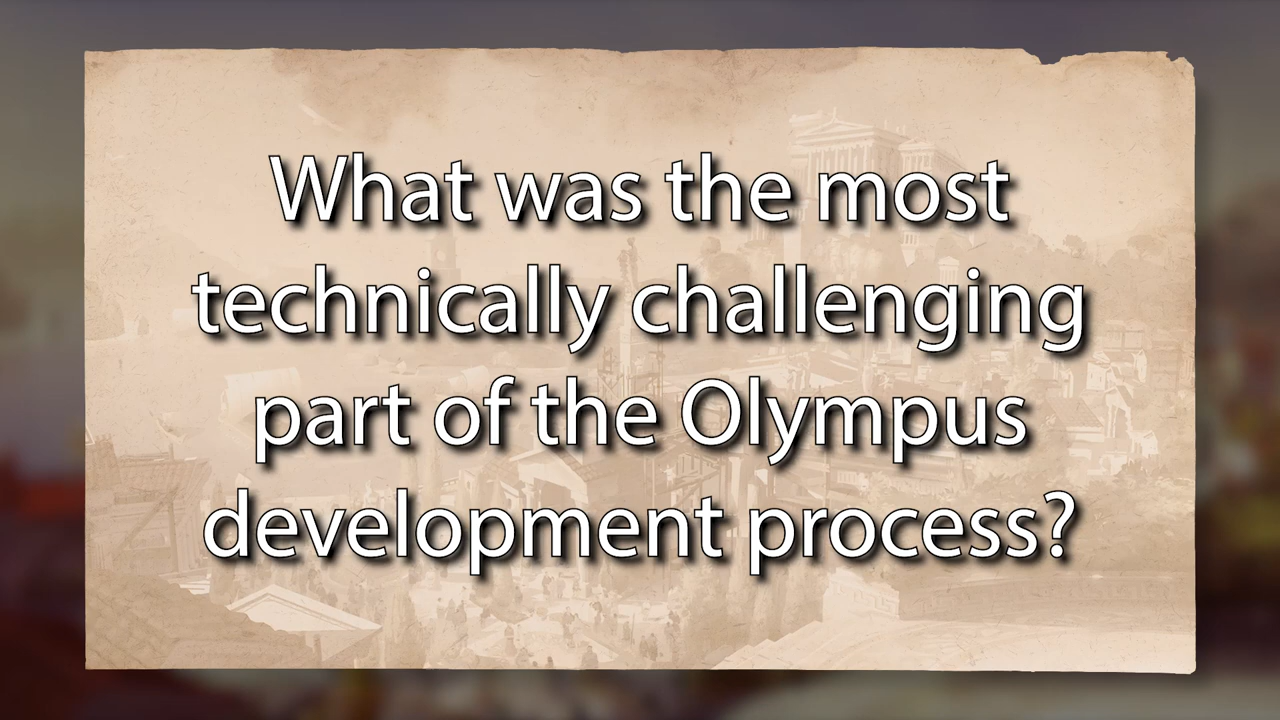 What was the most
technically challenging
part of the Olympus
development process?